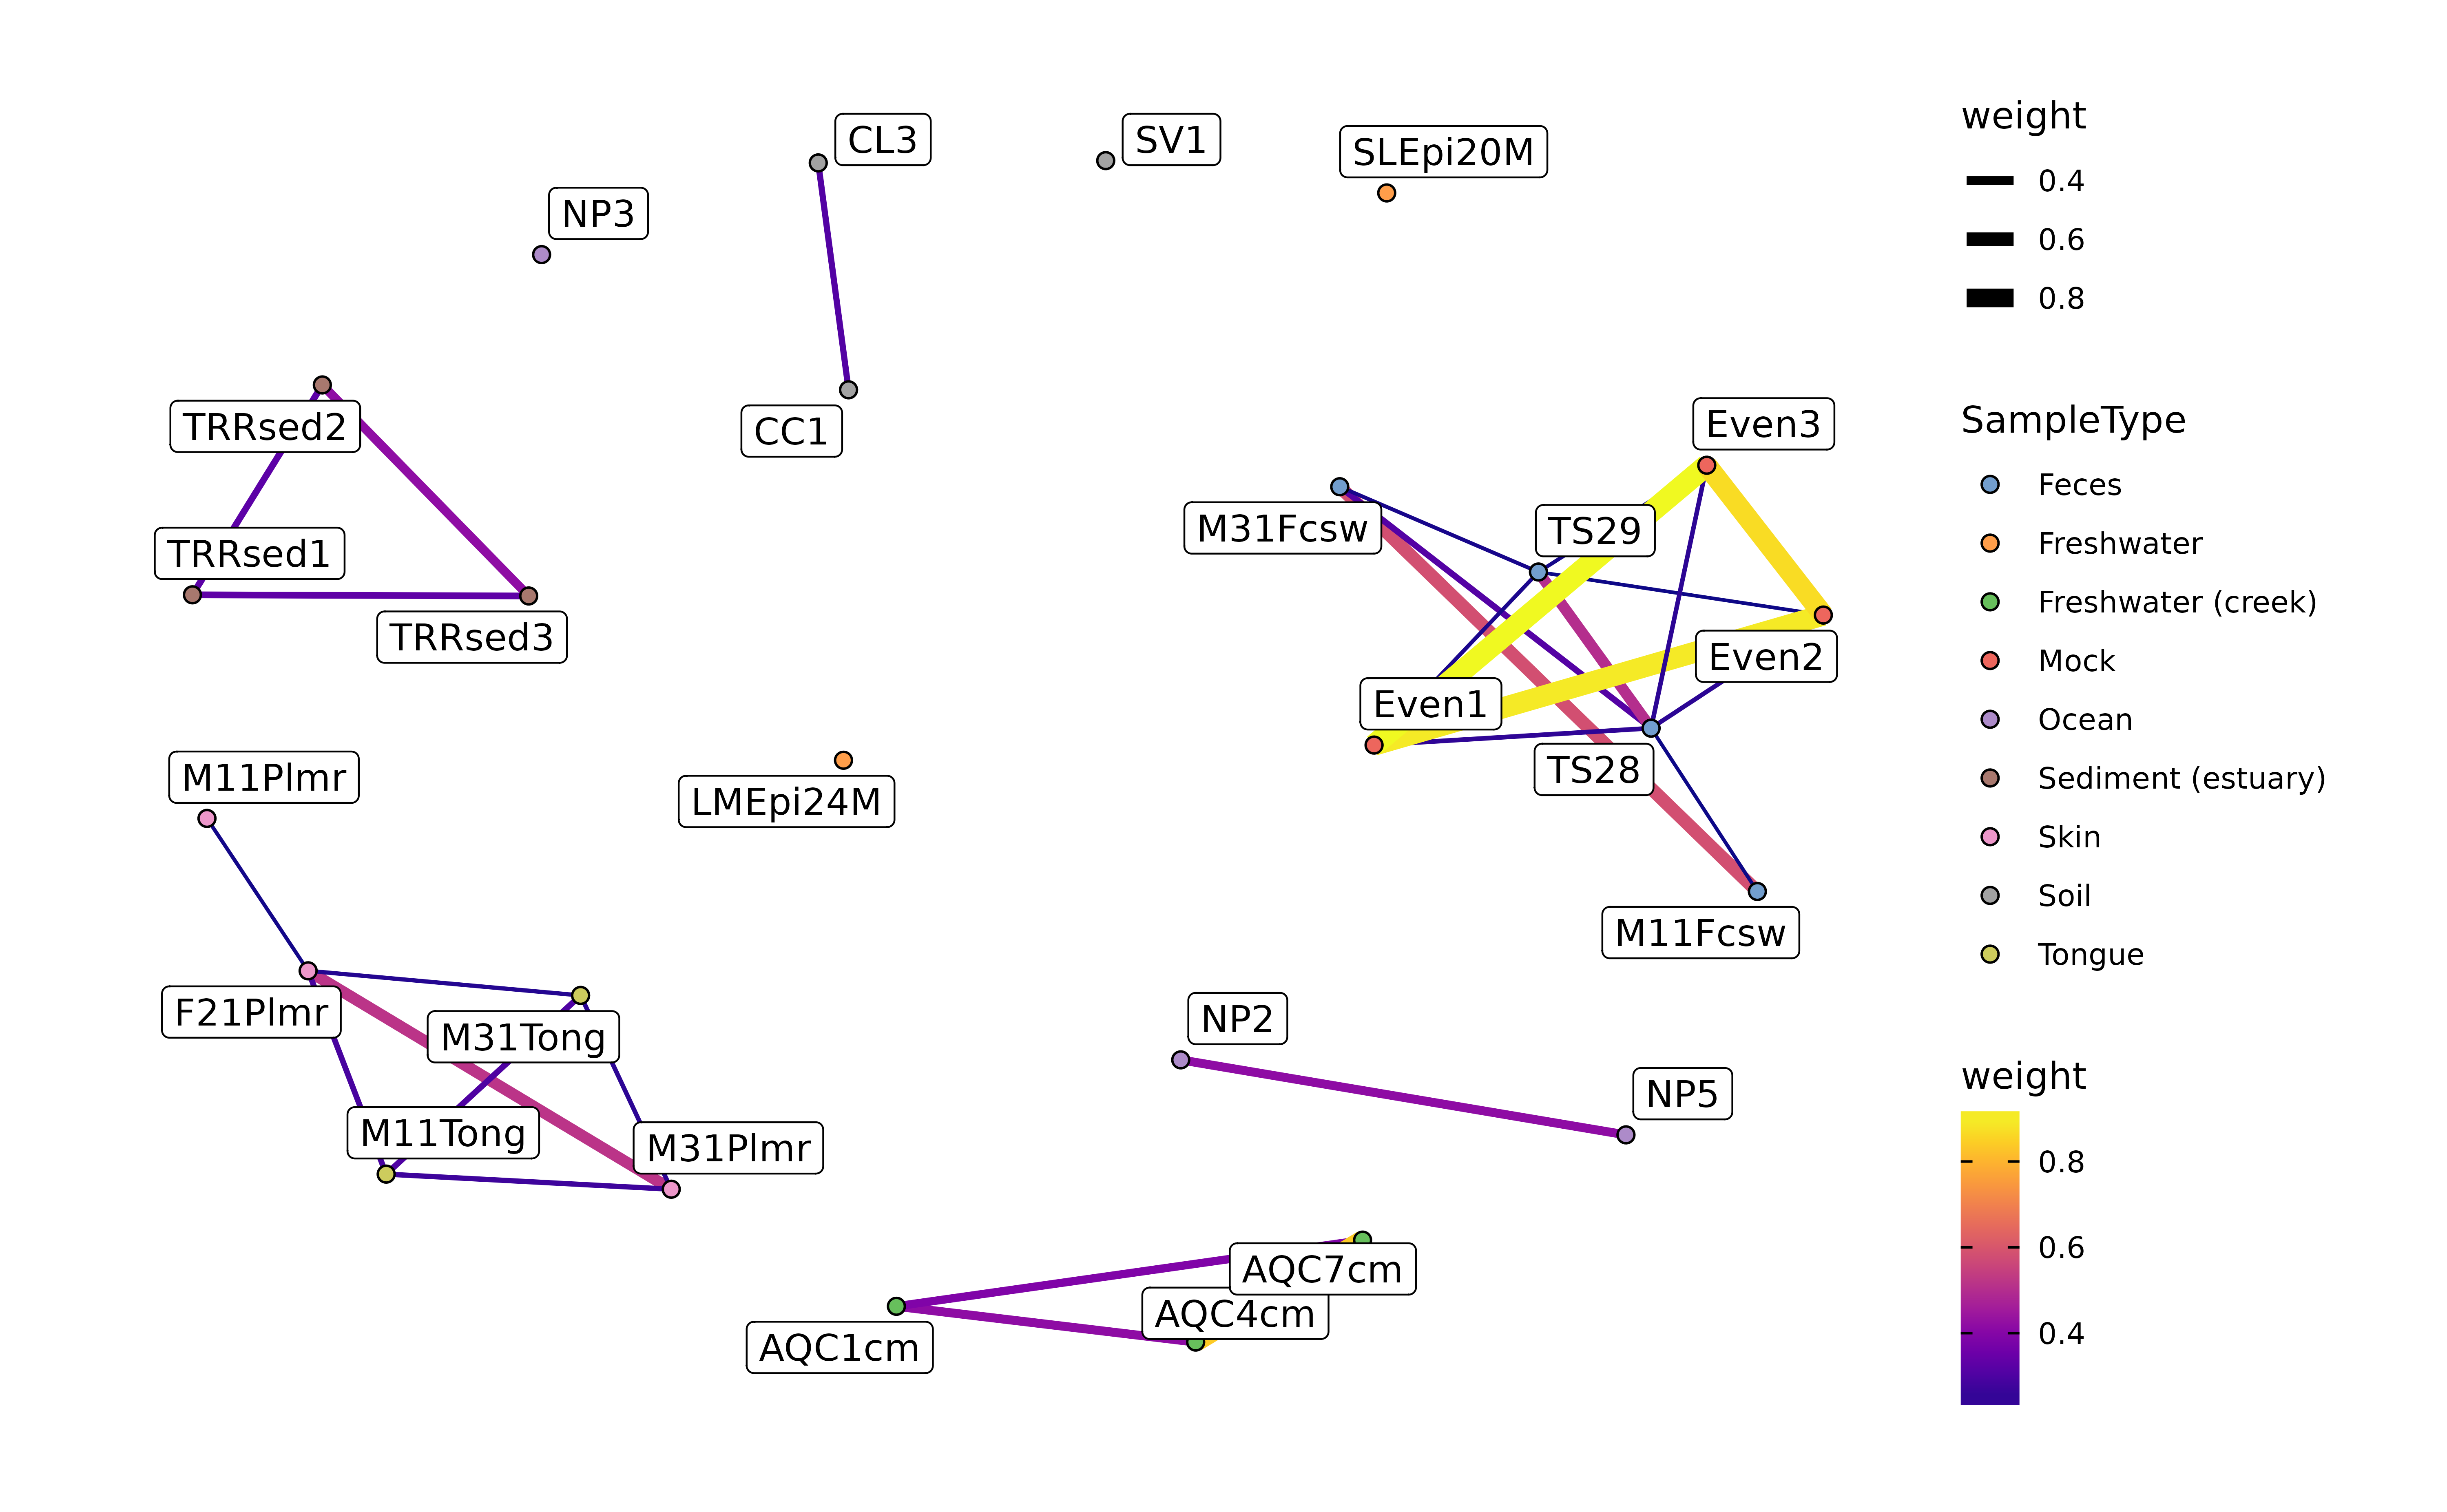 CL3
SV1
SLEpi20M
NP3
TRRsed2
CC1
Even3
M31Fcsw
TS29
TRRsed1
TRRsed3
Even2
Even1
M11Plmr
LMEpi24M
TS28
M11Fcsw
F21Plmr
M31Tong
NP2
M11Tong
M31Plmr
NP5
AQC7cm
AQC4cm
AQC1cm
weight
0.4
0.6
0.8
SampleType
Feces
Freshwater
Freshwater (creek)
Mock
Ocean
Sediment (estuary)
Skin
Soil
Tongue
weight
0.8
0.6
0.4